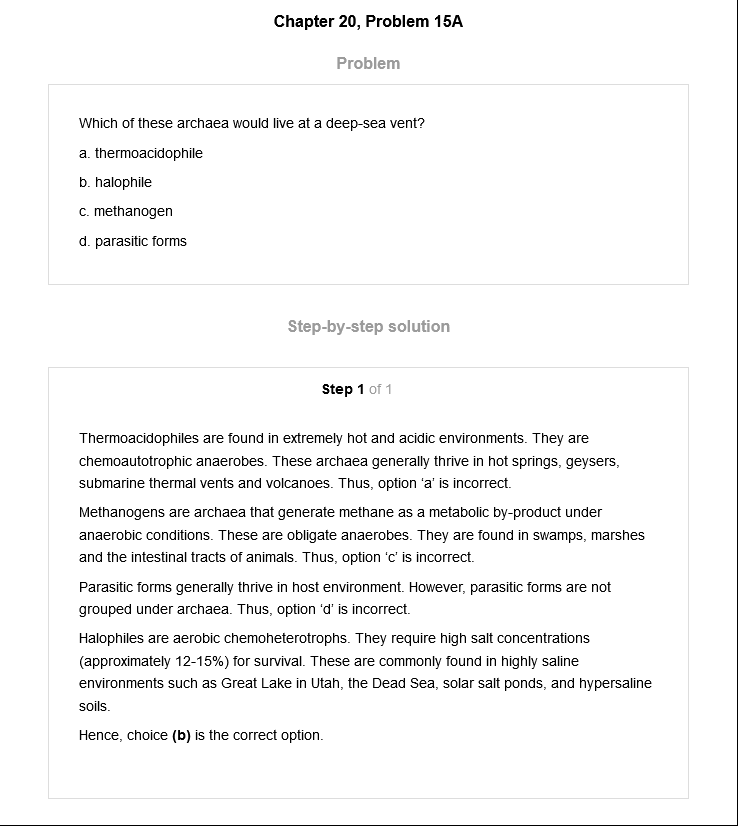 Chapter 20, Problem 15A
Problem
Which of these archaea would live at a deep-sea vent?
a. thermoacidophile
b. halophile
c. methanogen
d. parasitic forms
Step-by-step solution
Step 1 of 1
Thermoacidophiles are found in extremely hot and acidic environments. They are
chemoautotrophic anaerobes. These archaea generally thrive in hot springs, geysers,
submarine thermal vents and volcanoes. Thus, option ‘a’ is incorrect.
Methanogens are archaea that generate methane as a metabolic by-product under
anaerobic conditions. These are obligate anaerobes. They are found in swamps, marshes
and the intestinal tracts of animals. Thus, option ‘c’ is incorrect.
Parasitic forms generally thrive in host environment. However, parasitic forms are not
grouped under archaea. Thus, option ‘d’ is incorrect.
Halophiles are aerobic chemoheterotrophs. They require high salt concentrations
(approximately 12-15%) for survival. These are commonly found in highly saline
environments such as Great Lake in Utah, the Dead Sea, solar salt ponds, and hypersaline
soils.
Hence, choice (b) is the correct option.